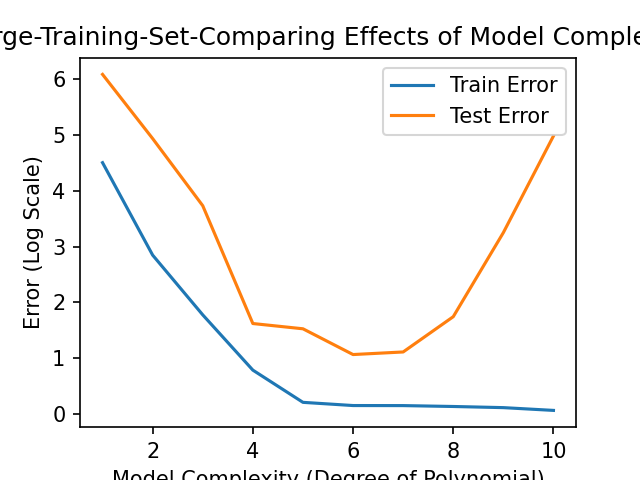 rge-Training-Set-Comparing Effects of Model Comple
Train Error
Test Error
Error (Log Scale)
6
5
4
3
2
1
0
2 4 6 8 10
Model Complexity (Degree of Polynomial)